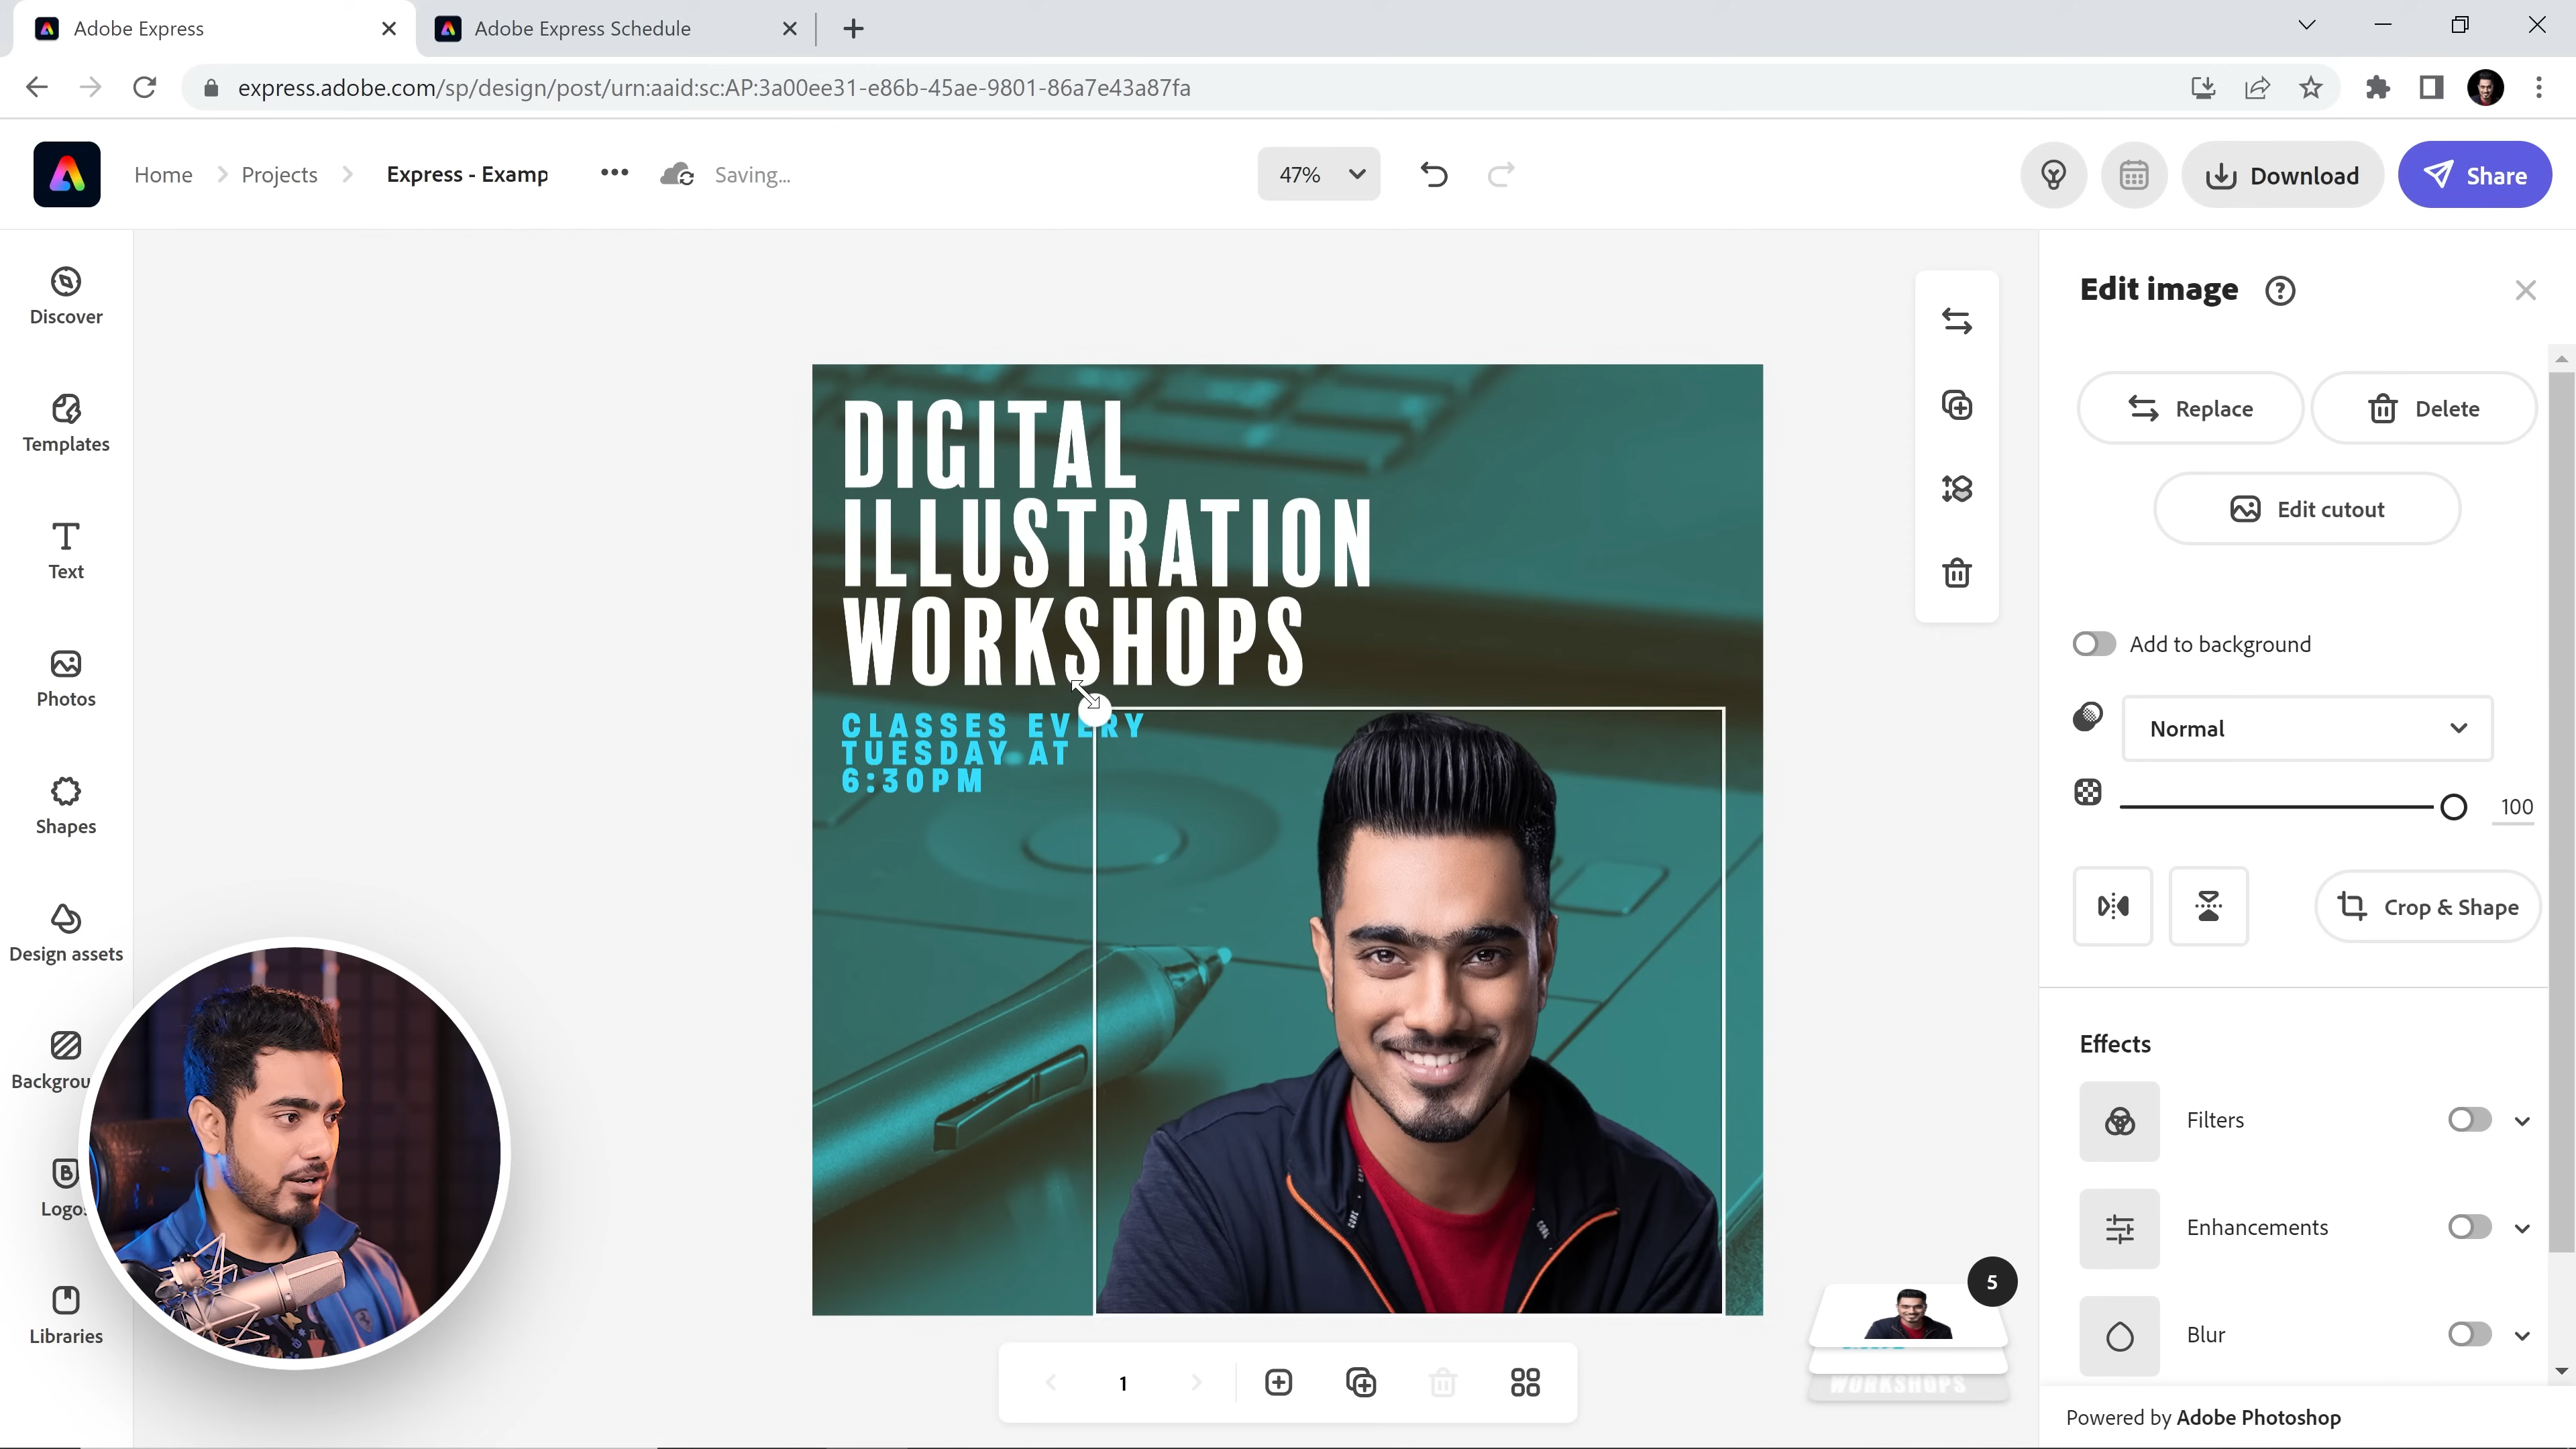 Adobe Express
Adobe Express Schedule
express.adobe.com/sp/design/post/urn:aaid:sc:AP:3a00ee31-e86b-45ae-9801-86a7e43a87fa
Home
Projects
Express - Examp
Saving...
47%
Download
Share
Discover
Templates
Text
Photos
Shapes
Design assets
Backgrou
Logos
Libraries
DIGITAL
ILLUSTRATION
WORKSHOPS
CLASSES EVERY
TUESDAY AT
6:30PM
1
5
WORKSHOPS
Edit image
Replace
Delete
Edit cutout
Add to background
Normal
100
Crop & Shape
Effects
Filters
Enhancements
Blur
Powered by Adobe Photoshop